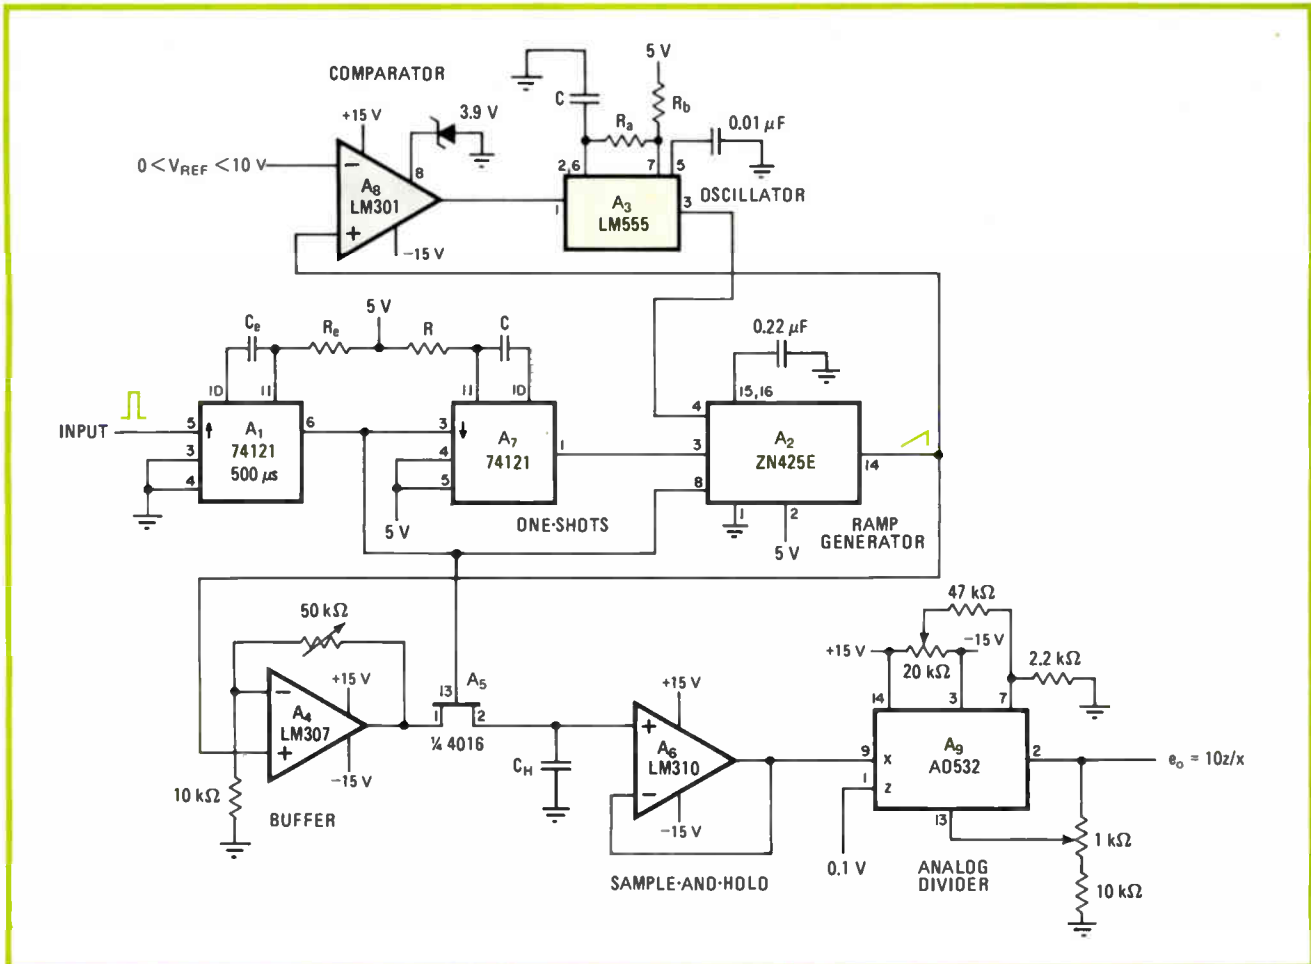 COMPARATOR
+15 V
3.9 V
8
0 < V_REF < 10 V
−
A8
LM301
+
−15 V
5 V
C
Ra
Rb
0.01 µF
2,6
7
5
OSCILLATOR
1
A3
LM555
3
Ce
Re
5 V
R
C
10
11
11
10
INPUT
5
3
4
A1
74121
500 µs
6
3
4
5
A7
74121
1
5 V
ONE-SHOTS
0.22 µF
15,16
4
3
8
A2
ZN425E
14
1
2
5 V
RAMP
GENERATOR
50 kΩ
−
+
+15 V
A4
LM307
−15 V
10 kΩ
BUFFER
13
A5
1
2
¼ 4016
CH
+
−
+15 V
A6
LM310
−15 V
SAMPLE-AND-HOLD
47 kΩ
+15 V
−15 V
20 kΩ
2.2 kΩ
14
3
7
9
X
1
Z
A9
AD532
2
13
e_o = 10z/x
0.1 V
ANALOG
DIVIDER
1 kΩ
10 kΩ